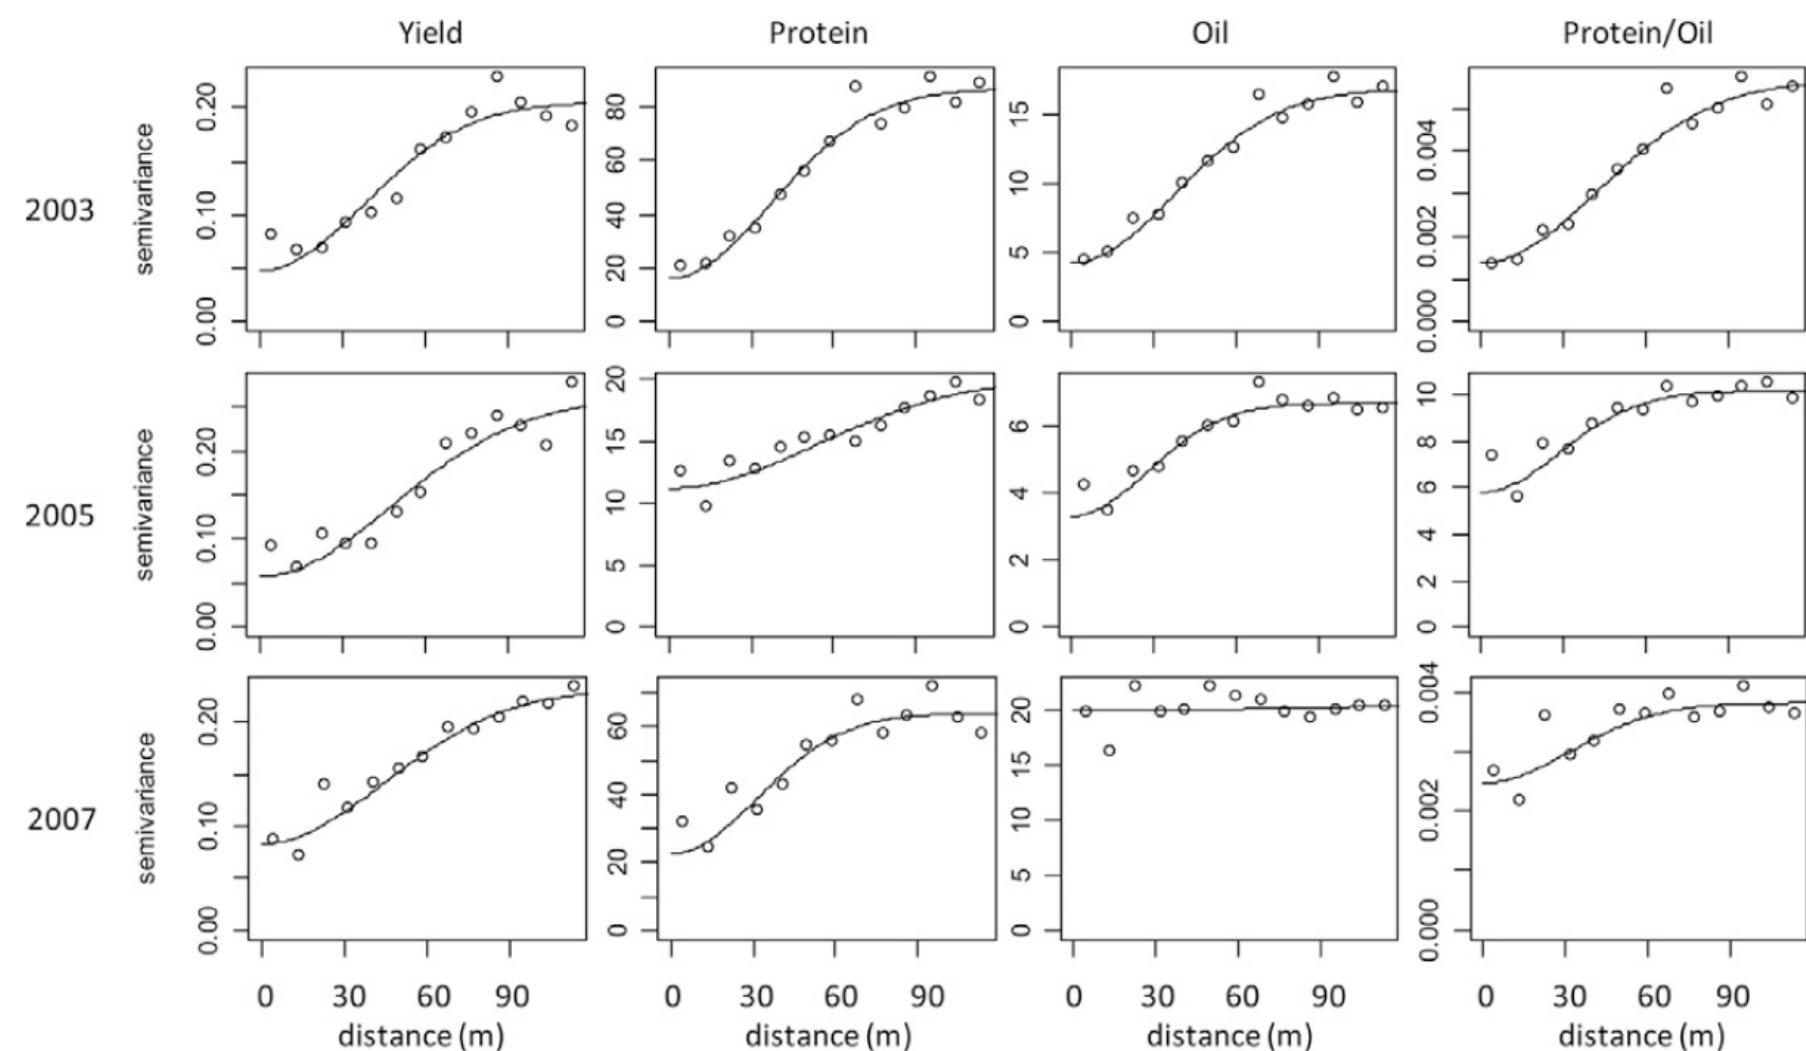 Yield Protein Oil Protein/Oil
2003
semivariance
0.00 0.10 0.20
0 20 40 60 80
0 5 10 15
0.000 0.002 0.004
2005
semivariance
0.00 0.10 0.20
0 5 10 15 20
0 2 4 6
0 2 4 6 8 10
2007
semivariance
0.00 0.10 0.20
0 20 40 60
0 5 10 15 20
0.000 0.002 0.004
0 30 60 90 0 30 60 90 0 30 60 90 0 30 60 90
distance (m) distance (m) distance (m) distance (m)